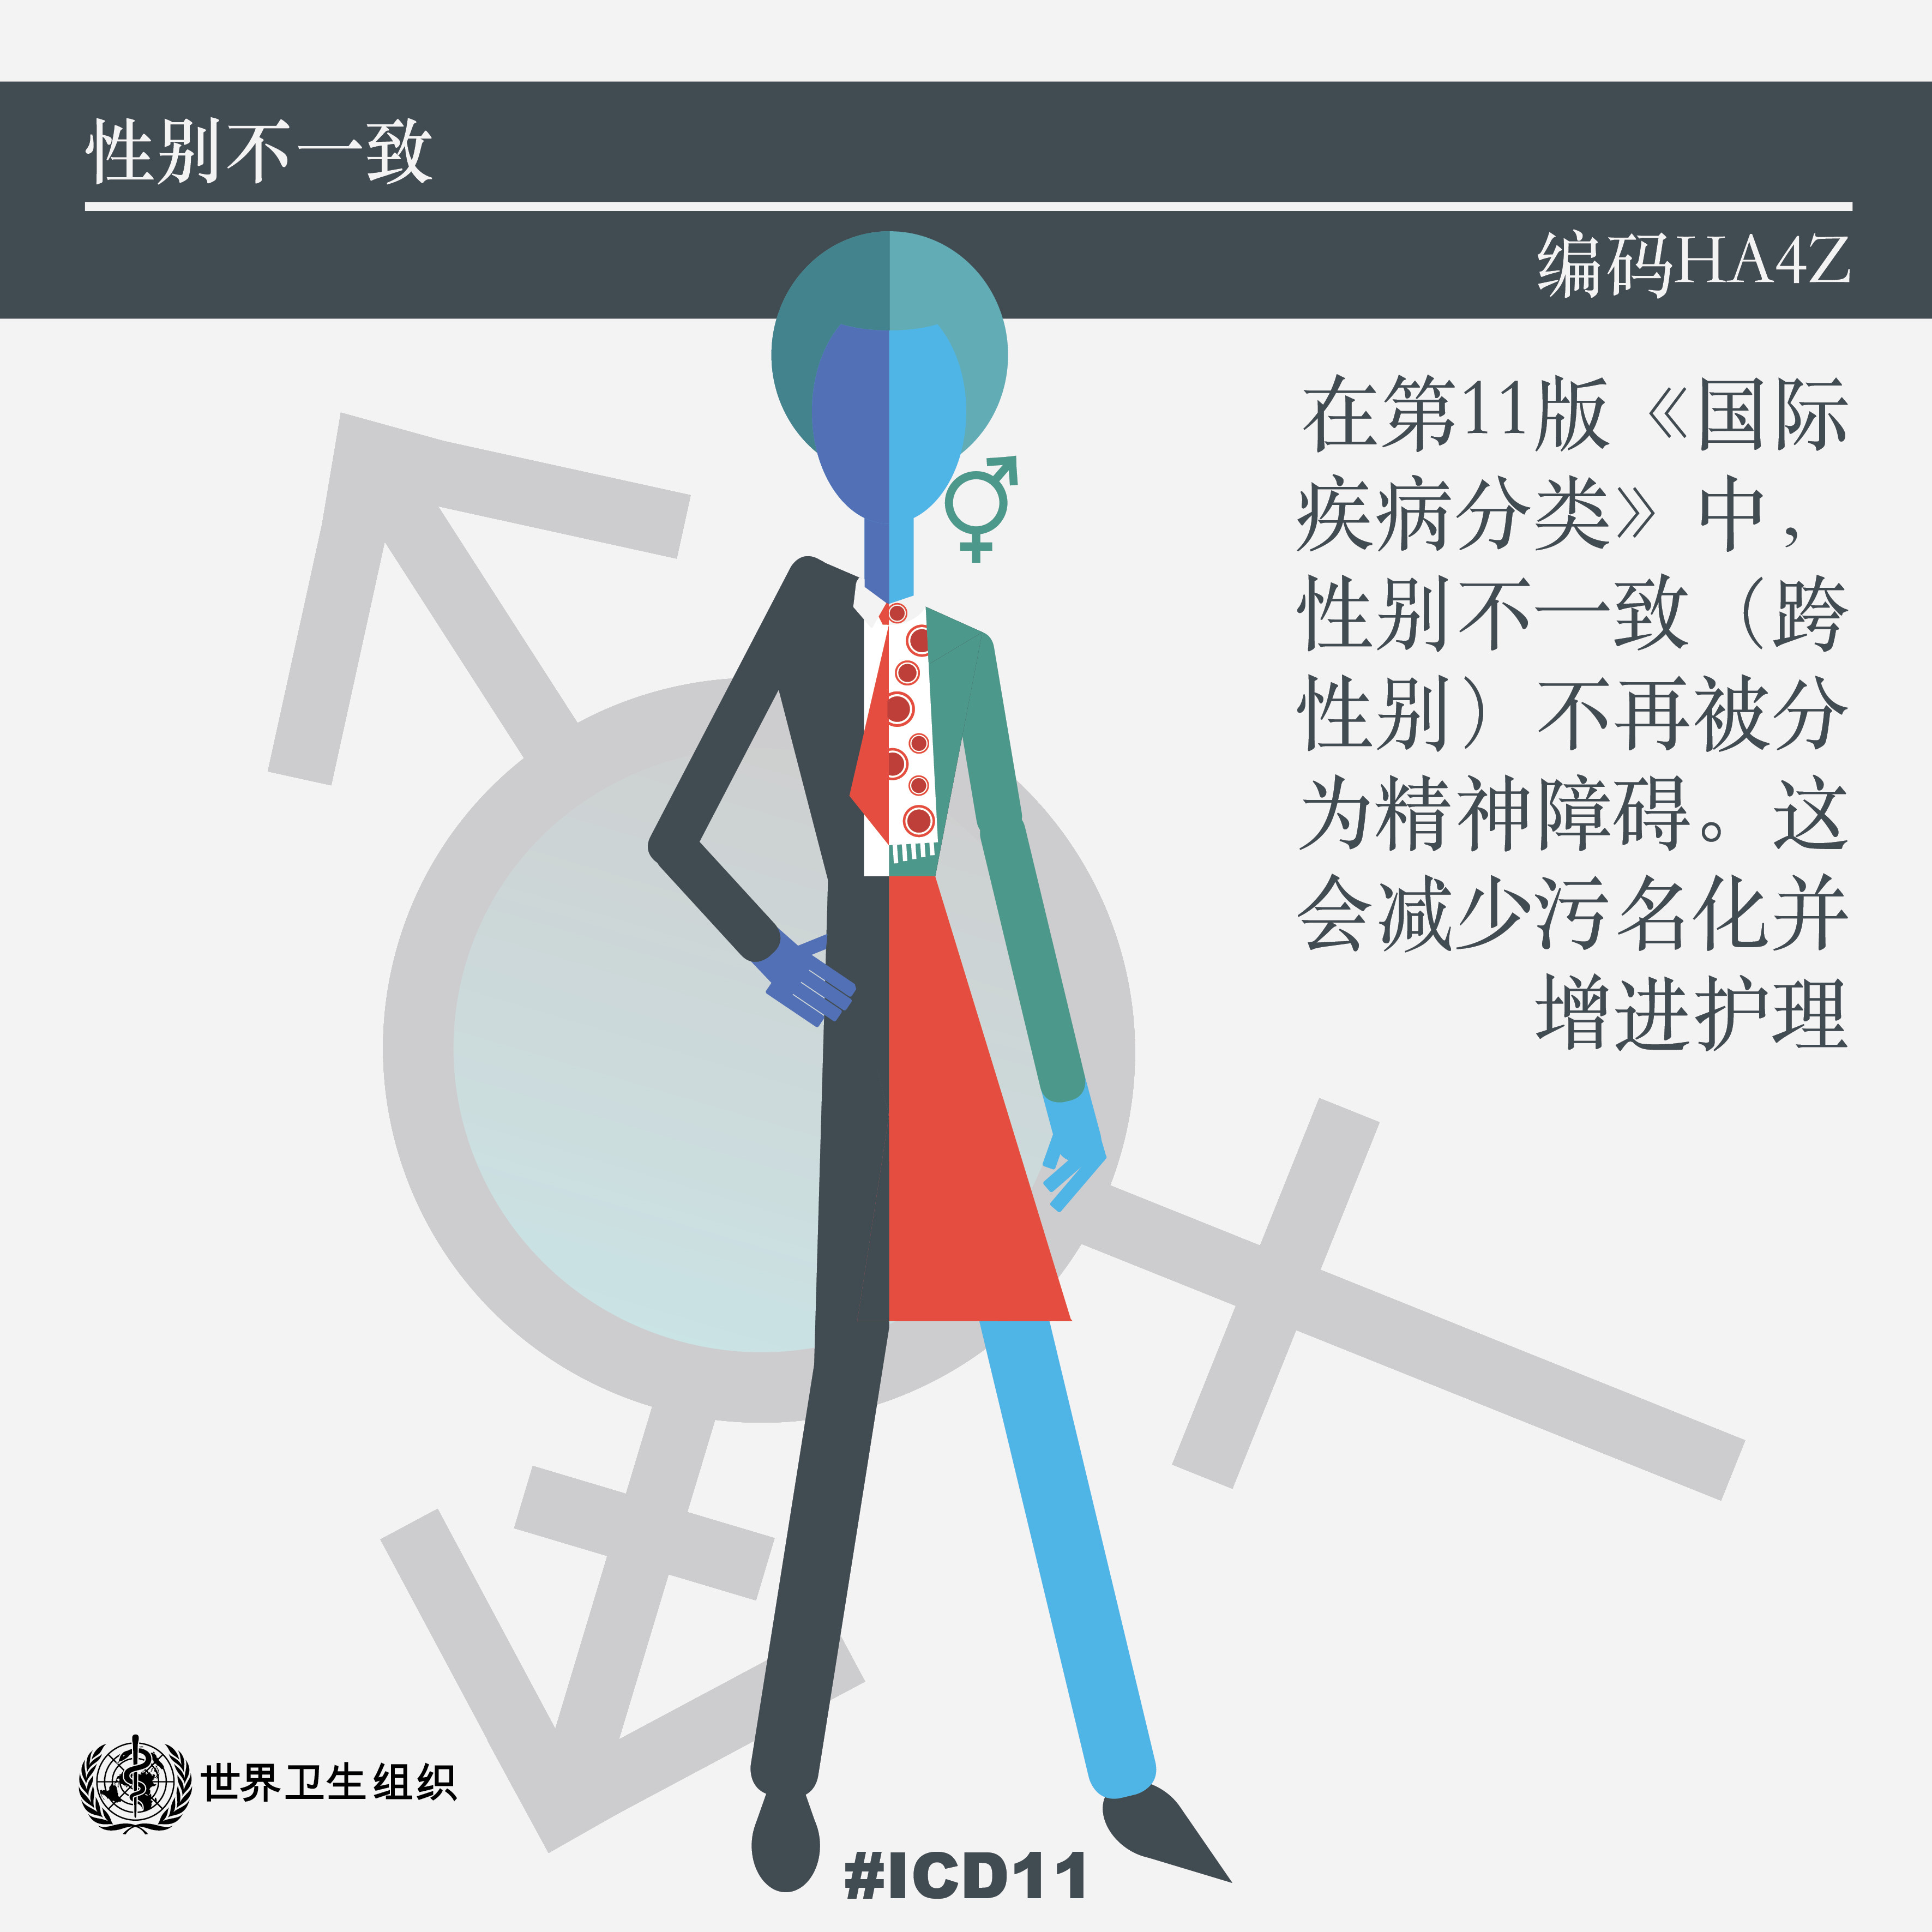 性别不一致
编码HA4Z
在第11版《国际
疾病分类》中，
性别不一致（跨
性别）不再被分
为精神障碍。这
会减少污名化并
增进护理
世界卫生组织
#ICD11